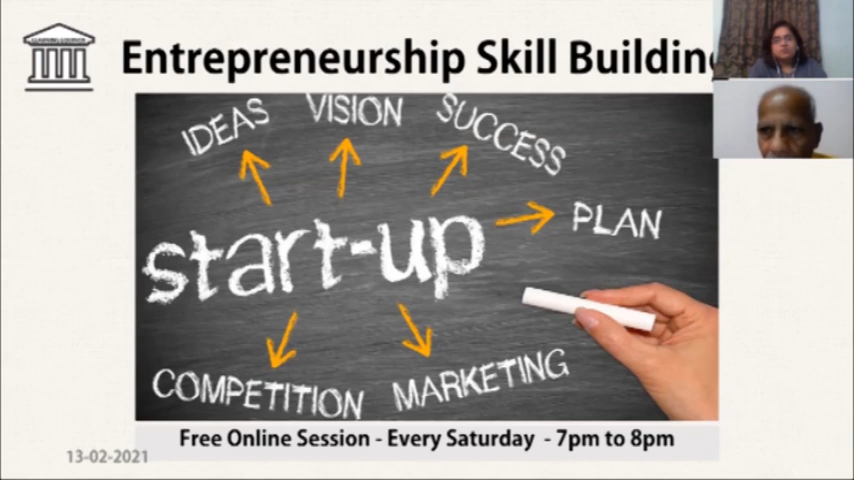 Entrepreneurship Skill Building
IDEAS
VISION
SUCCESS
start-up
PLAN
COMPETITION
MARKETING
Free Online Session - Every Saturday - 7pm to 8pm
13-02-2021